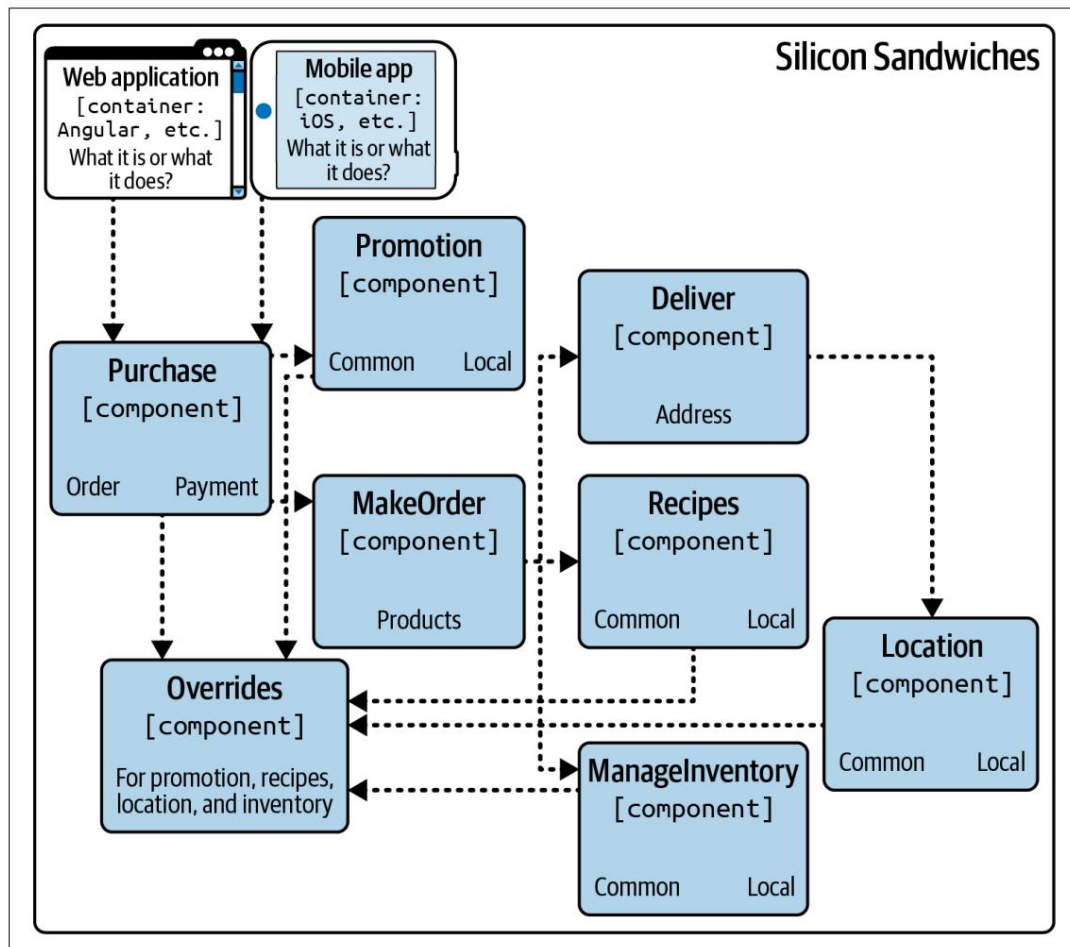 Silicon Sandwiches
Web application
[container:
Angular, etc.]
What it is or what
it does?
Mobile app
[container:
iOS, etc.]
What it is or what
it does?
Promotion
[component]
Common Local
Deliver
[component]
Address
Purchase
[component]
Order Payment
MakeOrder
[component]
Products
Recipes
[component]
Common Local
Location
[component]
Common Local
Overrides
[component]
For promotion, recipes,
location, and inventory
ManageInventory
[component]
Common Local